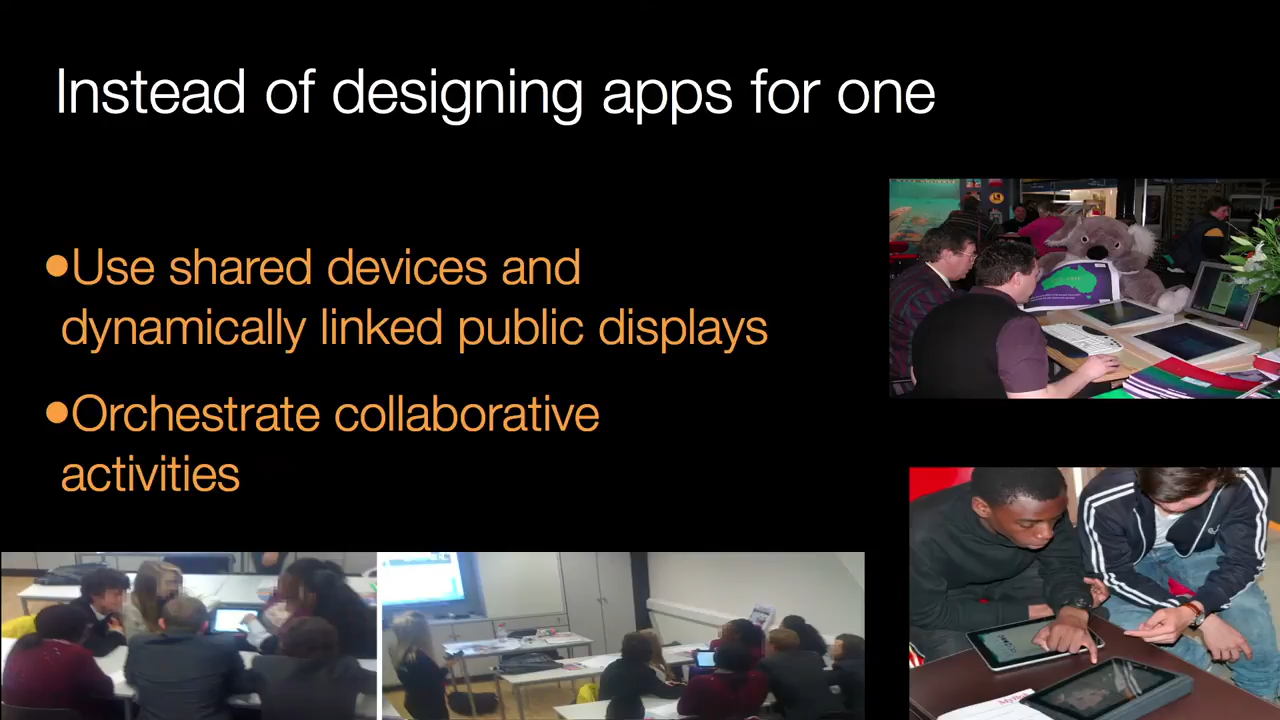 Instead of designing apps for one
•Use shared devices and
dynamically linked public displays
•Orchestrate collaborative
activities